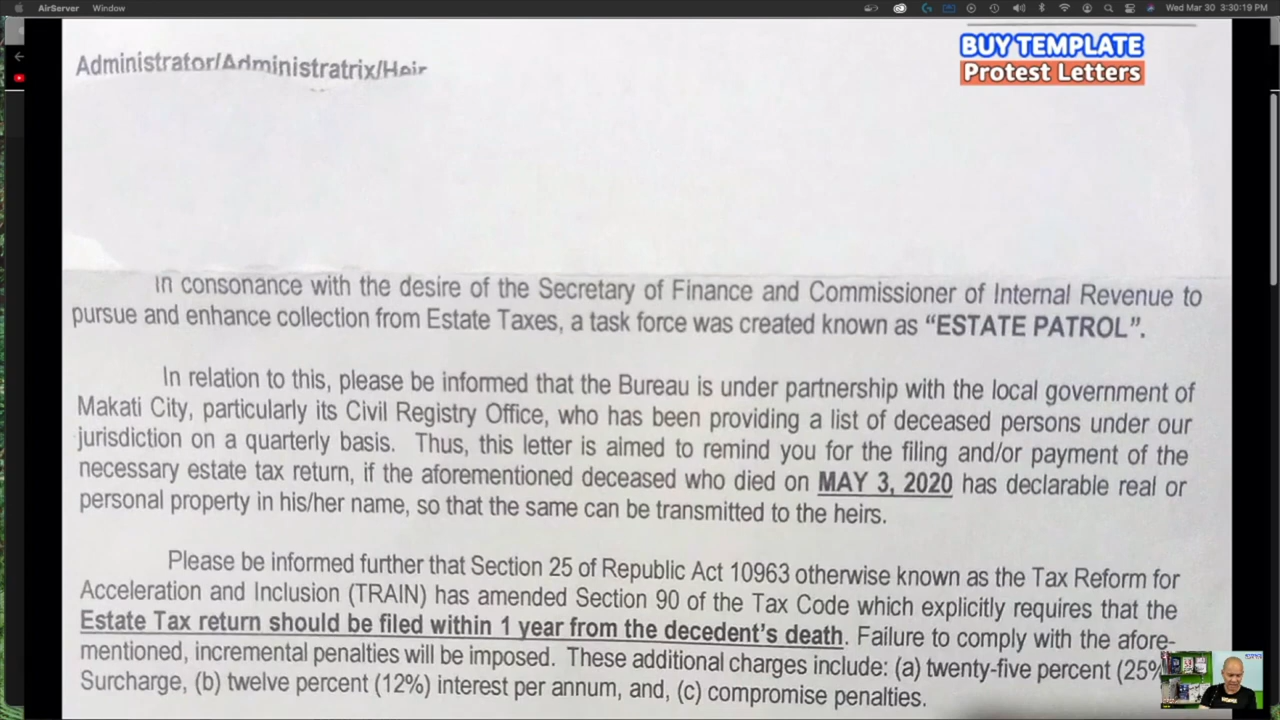 AirServer Window Wed Mar 30 3:30:19 PM
BUY TEMPLATE
Protest Letters
Administrator/Administratrix/Heir
In consonance with the desire of the Secretary of Finance and Commissioner of Internal Revenue to
pursue and enhance collection from Estate Taxes, a task force was created known as “ESTATE PATROL”.
In relation to this, please be informed that the Bureau is under partnership with the local government of
Makati City, particularly its Civil Registry Office, who has been providing a list of deceased persons under our
jurisdiction on a quarterly basis. Thus, this letter is aimed to remind you for the filing and/or payment of the
necessary estate tax return, if the aforementioned deceased who died on MAY 3, 2020 has declarable real or
personal property in his/her name, so that the same can be transmitted to the heirs.
Please be informed further that Section 25 of Republic Act 10963 otherwise known as the Tax Reform for
Acceleration and Inclusion (TRAIN) has amended Section 90 of the Tax Code which explicitly requires that the
Estate Tax return should be filed within 1 year from the decedent's death. Failure to comply with the afore-
mentioned, incremental penalties will be imposed. These additional charges include: (a) twenty-five percent (25%
Surcharge, (b) twelve percent (12%) interest per annum, and, (c) compromise penalties.